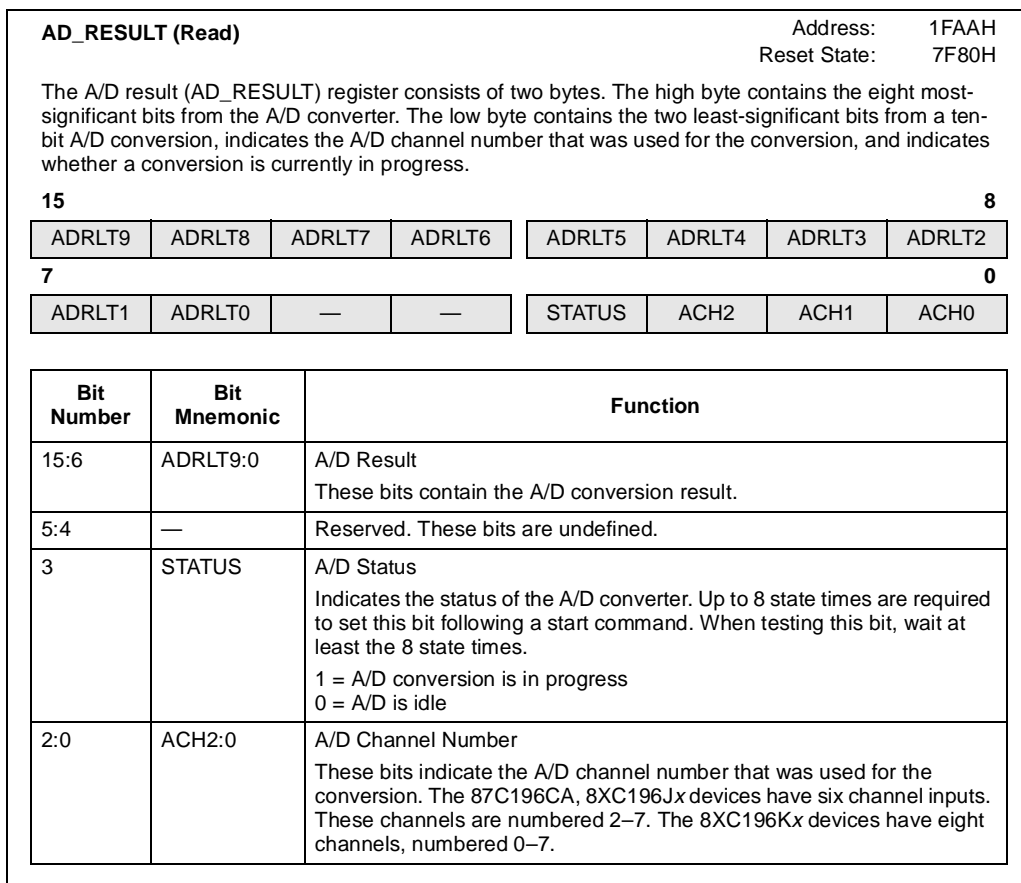 AD_RESULT (Read) Address: 1FAAH
Reset State: 7F80H
The A/D result (AD_RESULT) register consists of two bytes. The high byte contains the eight most-
significant bits from the A/D converter. The low byte contains the two least-significant bits from a ten-
bit A/D conversion, indicates the A/D channel number that was used for the conversion, and indicates
whether a conversion is currently in progress.
15 8
ADRLT9 ADRLT8 ADRLT7 ADRLT6 ADRLT5 ADRLT4 ADRLT3 ADRLT2
7 0
ADRLT1 ADRLT0 — — STATUS ACH2 ACH1 ACH0
Bit Number Bit Mnemonic Function
15:6 ADRLT9:0 A/D Result
These bits contain the A/D conversion result.
5:4 — Reserved. These bits are undefined.
3 STATUS A/D Status
Indicates the status of the A/D converter. Up to 8 state times are required
to set this bit following a start command. When testing this bit, wait at
least the 8 state times.
1 = A/D conversion is in progress
0 = A/D is idle
2:0 ACH2:0 A/D Channel Number
These bits indicate the A/D channel number that was used for the
conversion. The 87C196CA, 8XC196Jx devices have six channel inputs.
These channels are numbered 2–7. The 8XC196Kx devices have eight
channels, numbered 0–7.